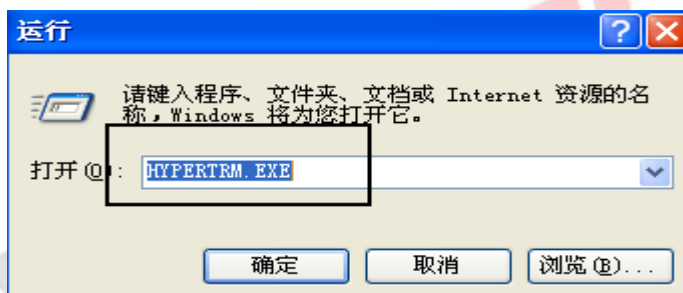 运行
请键入程序、文件夹、文档或 Internet 资源的名
称，Windows 将为您打开它。
打开(O): HYPERTRM.EXE
确定 取消 浏览(B)...